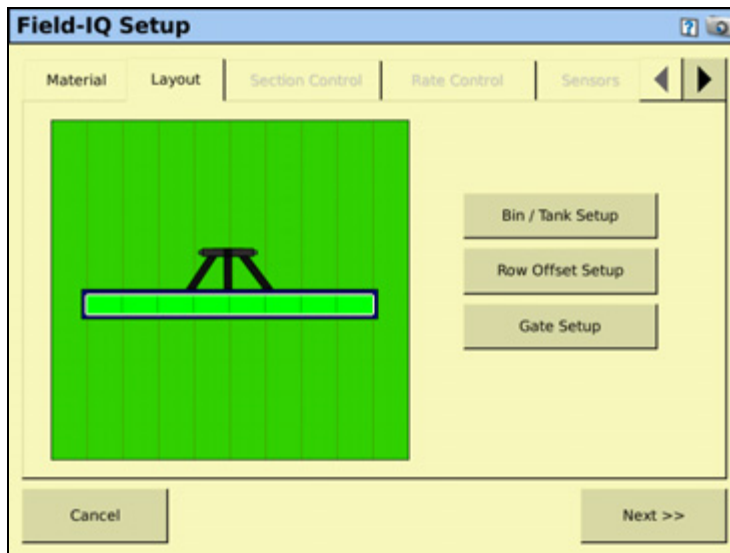 Field-IQ Setup
Material Layout Section Control Rate Control Sensors
Bin / Tank Setup
Row Offset Setup
Gate Setup
Cancel Next >>